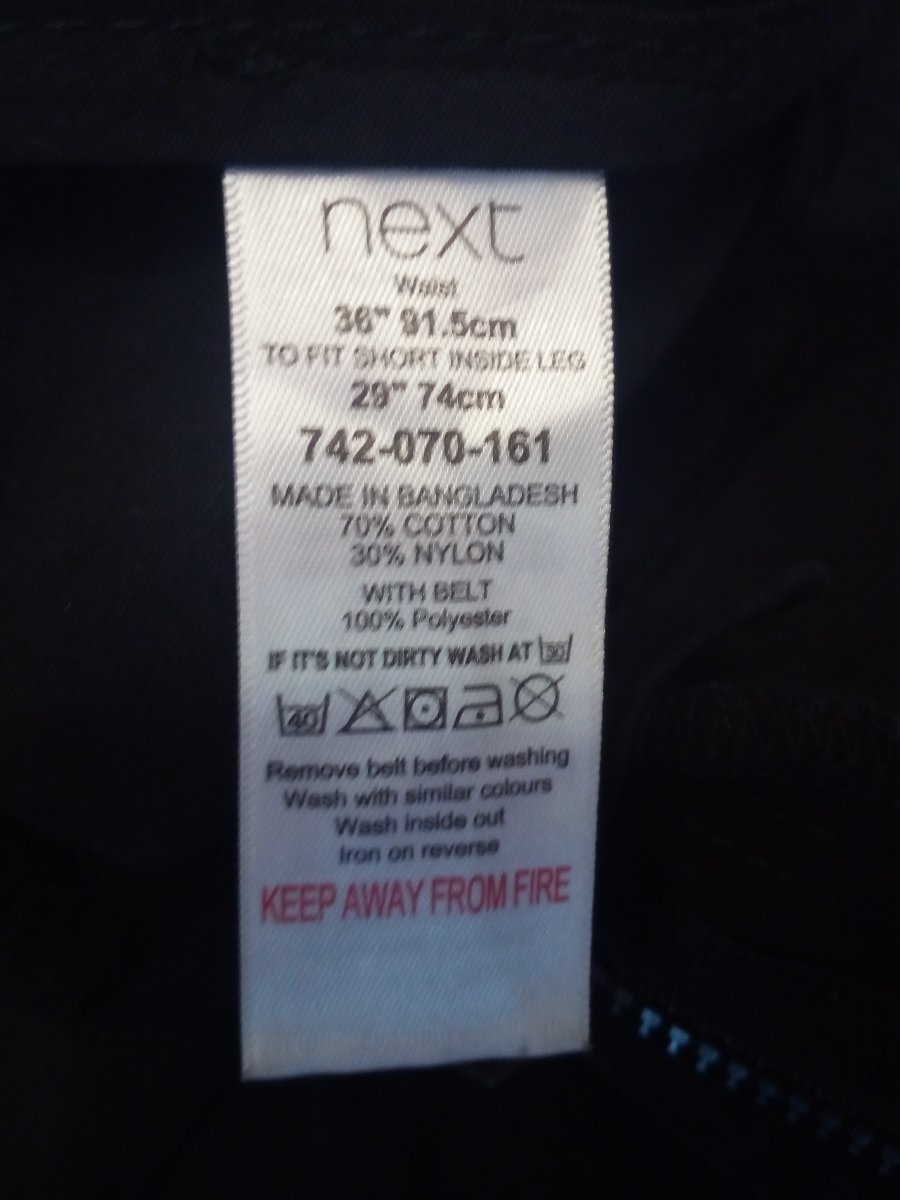 next
Waist
36" 91.5cm
TO FIT SHORT INSIDE LEG
29" 74cm
742-070-161
MADE IN BANGLADESH
70% COTTON
30% NYLON
WITH BELT
100% Polyester
IF IT'S NOT DIRTY WASH AT 30
40
Remove belt before washing
Wash with similar colours
Wash inside out
Iron on reverse
KEEP AWAY FROM FIRE